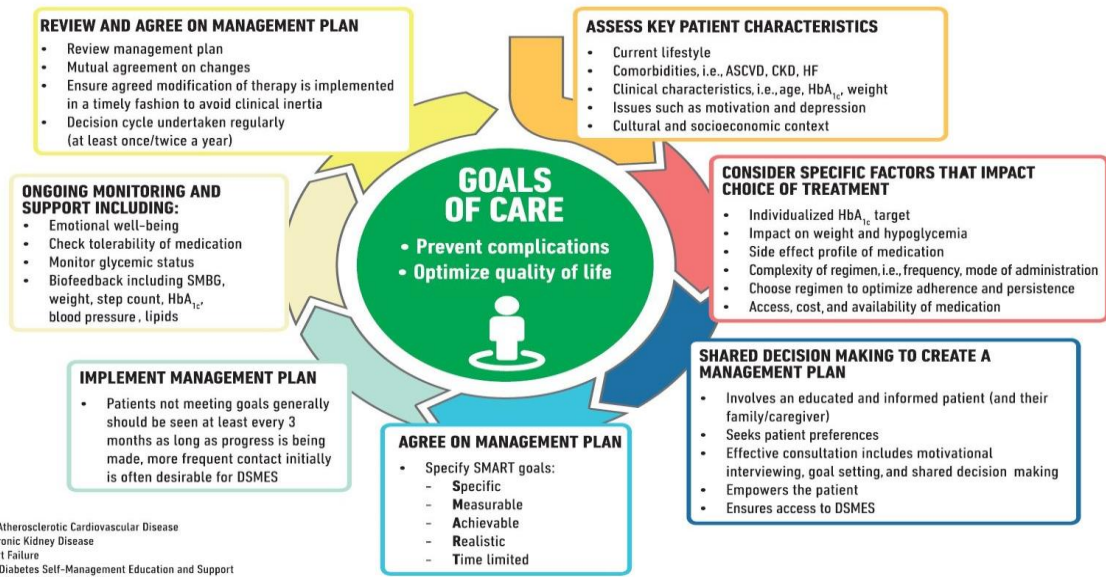 REVIEW AND AGREE ON MANAGEMENT PLAN
• Review management plan
• Mutual agreement on changes
• Ensure agreed modification of therapy is implemented
in a timely fashion to avoid clinical inertia
• Decision cycle undertaken regularly
(at least once/twice a year)
ASSESS KEY PATIENT CHARACTERISTICS
• Current lifestyle
• Comorbidities, i.e., ASCVD, CKD, HF
• Clinical characteristics, i.e., age, HbA1c, weight
• Issues such as motivation and depression
• Cultural and socioeconomic context
CONSIDER SPECIFIC FACTORS THAT IMPACT
CHOICE OF TREATMENT
• Individualized HbA1c target
• Impact on weight and hypoglycemia
• Side effect profile of medication
• Complexity of regimen, i.e., frequency, mode of administration
• Choose regimen to optimize adherence and persistence
• Access, cost, and availability of medication
SHARED DECISION MAKING TO CREATE A
MANAGEMENT PLAN
• Involves an educated and informed patient (and their
family/caregiver)
• Seeks patient preferences
• Effective consultation includes motivational
interviewing, goal setting, and shared decision making
• Empowers the patient
• Ensures access to DSMES
AGREE ON MANAGEMENT PLAN
• Specify SMART goals:
- Specific
- Measurable
- Achievable
- Realistic
- Time limited
IMPLEMENT MANAGEMENT PLAN
• Patients not meeting goals generally
should be seen at least every 3
months as long as progress is being
made, more frequent contact initially
is often desirable for DSMES
ONGOING MONITORING AND
SUPPORT INCLUDING:
• Emotional well-being
• Check tolerability of medication
• Monitor glycemic status
• Biofeedback including SMBG,
weight, step count, HbA1c,
blood pressure, lipids
GOALS
OF CARE
• Prevent complications
• Optimize quality of life
Atherosclerotic Cardiovascular Disease
ronic Kidney Disease
t Failure
Diabetes Self-Management Education and Support